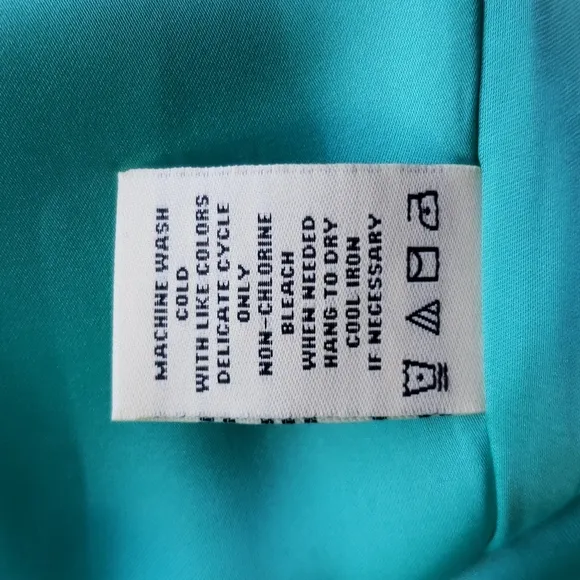 MACHINE WASH
COLD
WITH LIKE COLORS
DELICATE CYCLE
ONLY
NON-CHLORINE
BLEACH
WHEN NEEDED
HANG TO DRY
COOL IRON
IF NECESSARY